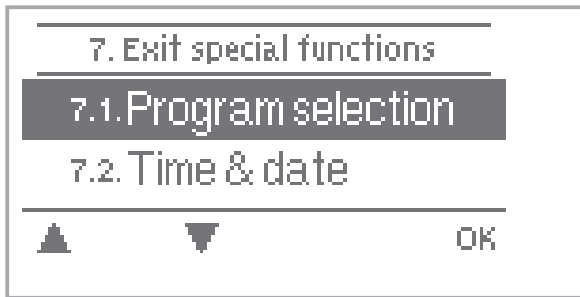 7. Exit special functions
7.1. Program selection
7.2. Time & date
OK